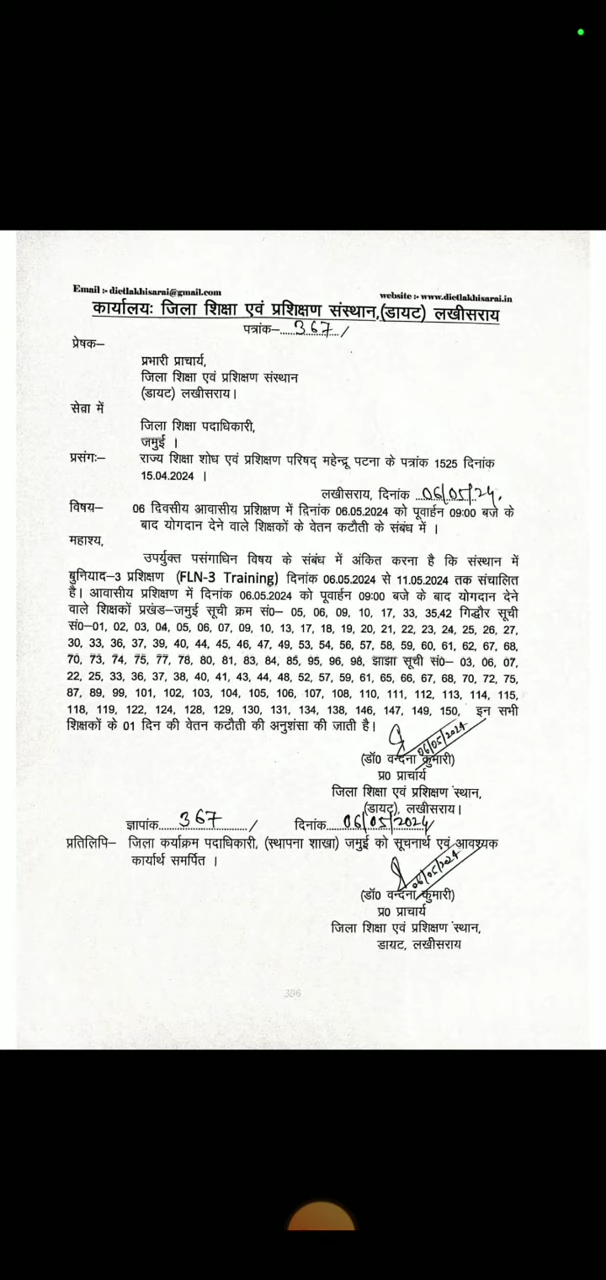 Email :- dietlakhisarai@gmail.com
website :- www.dietlakhisarai.in
कार्यालयः जिला शिक्षा एवं प्रशिक्षण संस्थान,(डायट) लखीसराय
पत्रांक–.....367/
प्रेषक–
प्रभारी प्राचार्य,
जिला शिक्षा एवं प्रशिक्षण संस्थान
(डायट) लखीसराय।
सेवा में
जिला शिक्षा पदाधिकारी,
जमुई ।
प्रसंगः– राज्य शिक्षा शोध एवं प्रशिक्षण परिषद् महेन्द्रू पटना के पत्रांक 1525 दिनांक
15.04.2024 ।
लखीसराय, दिनांक ..06/05/24.
विषय– 06 दिवसीय आवासीय प्रशिक्षण में दिनांक 06.05.2024 को पूवार्हन 09:00 बजे के
बाद योगदान देने वाले शिक्षकों के वेतन कटौती के संबंध में ।
महाश्य,
उपर्युक्त पसंगाधिन विषय के संबंध में अंकित करना है कि संस्थान में
बुनियाद–3 प्रशिक्षण (FLN-3 Training) दिनांक 06.05.2024 से 11.05.2024 तक संचालित
है। आवासीय प्रशिक्षण में दिनांक 06.05.2024 को पूवार्हन 09:00 बजे के बाद योगदान देने
वाले शिक्षकों प्रखंड–जमुई सूची क्रम सं0– 05, 06, 09, 10, 17, 33, 35,42 गिद्धौर सूची
सं0–01, 02, 03, 04, 05, 06, 07, 09, 10, 13, 17, 18, 19, 20, 21, 22, 23, 24, 25, 26, 27,
30, 33, 36, 37, 39, 40, 44, 45, 46, 47, 49, 53, 54, 56, 57, 58, 59, 60, 61, 62, 67, 68,
70, 73, 74, 75, 77, 78, 80, 81, 83, 84, 85, 95, 96, 98, झाझा सूची सं0– 03, 06, 07,
22, 25, 33, 36, 37, 38, 40, 41, 43, 44, 48, 52, 57, 59, 61, 65, 66, 67, 68, 70, 72, 75,
87, 89, 99, 101, 102, 103, 104, 105, 106, 107, 108, 110, 111, 112, 113, 114, 115,
118, 119, 122, 124, 128, 129, 130, 131, 134, 138, 146, 147, 149, 150, इन सभी
शिक्षकों के 01 दिन की वेतन कटौती की अनुशंसा की जाती है।
06/05/2024
(डॉ0 वन्दना कुमारी)
प्र0 प्राचार्य
जिला शिक्षा एवं प्रशिक्षण स्थान,
(डायट), लखीसराय।
ज्ञापांक.....367......../ दिनांक...06/05/2024/
प्रतिलिपि– जिला कर्याक्रम पदाधिकारी, (स्थापना शाखा) जमुई को सूचनार्थ एवं आवश्यक
कार्यार्थ समर्पित ।
06/05/2024
(डॉ0 वन्दना कुमारी)
प्र0 प्राचार्य
जिला शिक्षा एवं प्रशिक्षण स्थान,
डायट, लखीसराय